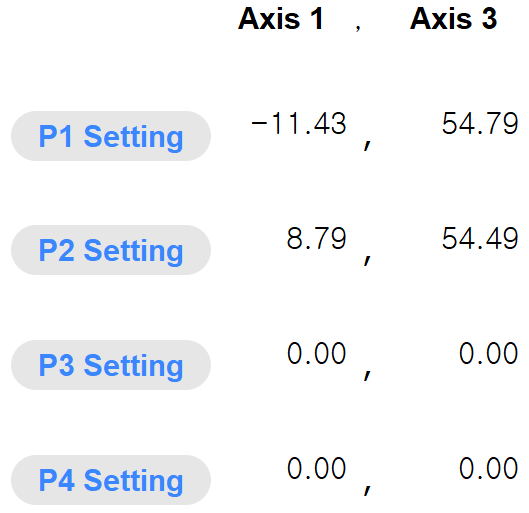 Axis 1 , Axis 3
P1 Setting -11.43 , 54.79
P2 Setting 8.79 , 54.49
P3 Setting 0.00 , 0.00
P4 Setting 0.00 , 0.00